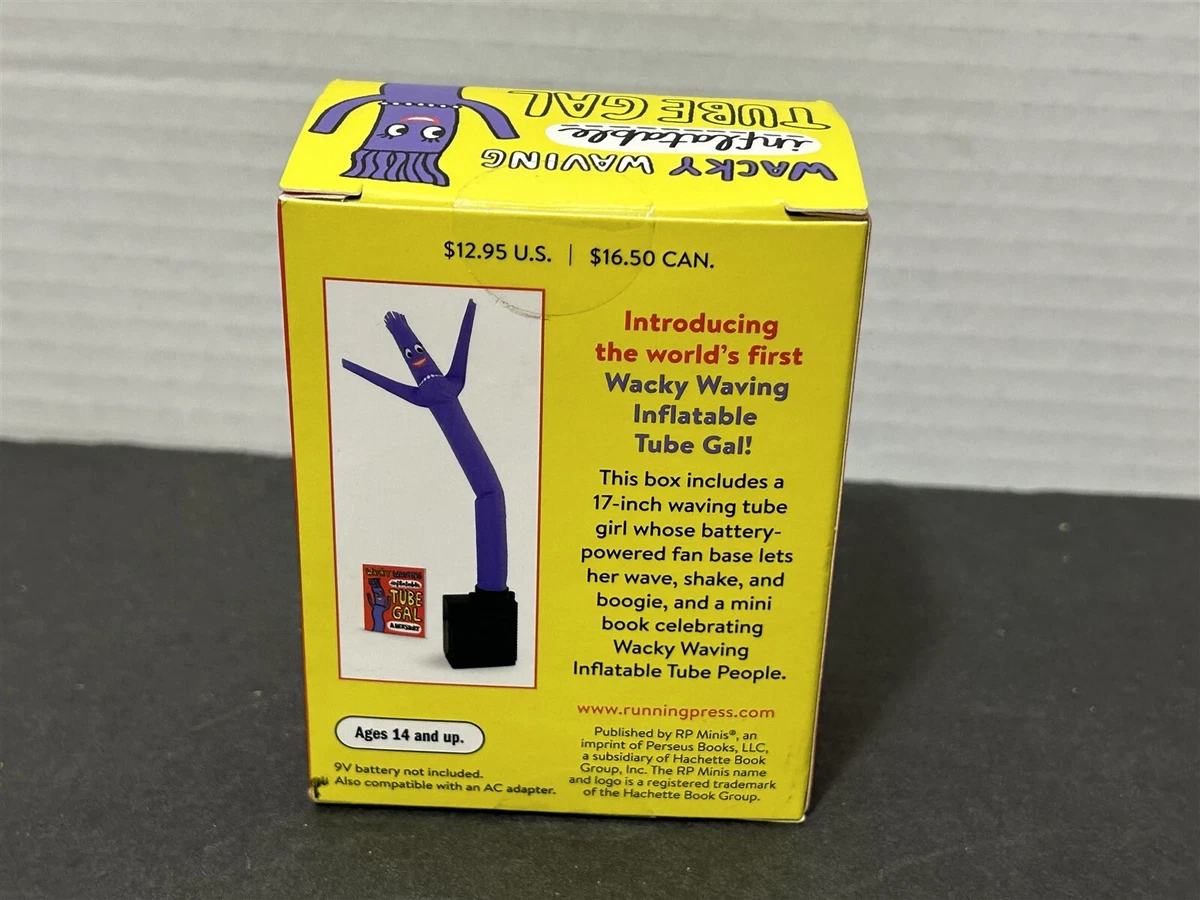 WACKY WAVING
inflatable
TUBE GAL
$12.95 U.S. | $16.50 CAN.
Introducing
the world's first
Wacky Waving
Inflatable
Tube Gal!
This box includes a
17-inch waving tube
girl whose battery-
powered fan base lets
her wave, shake, and
boogie, and a mini
book celebrating
Wacky Waving
Inflatable Tube People.
WACKY WAVING
inflatable
TUBE
GAL
www.runningpress.com
Published by RP Minis®, an
imprint of Perseus Books, LLC,
a subsidiary of Hachette Book
Group, Inc. The RP Minis name
and logo is a registered trademark
of the Hachette Book Group.
Ages 14 and up.
9V battery not included.
Also compatible with an AC adapter.